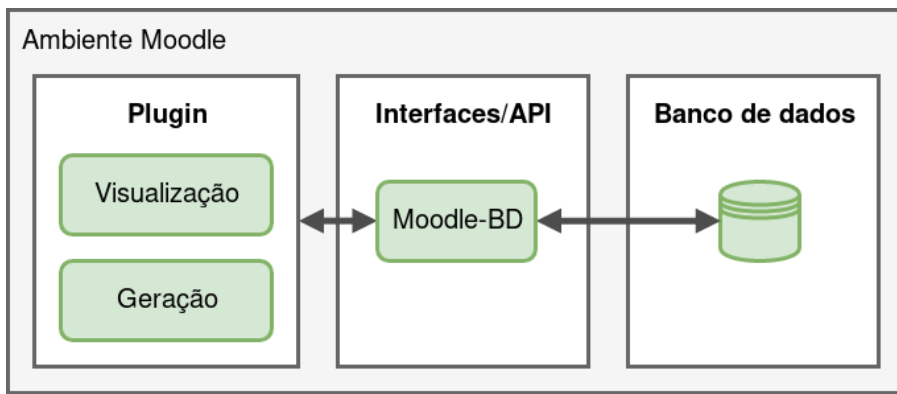 Ambiente Moodle
Plugin
Visualização
Geração
Interfaces/API
Moodle-BD
Banco de dados